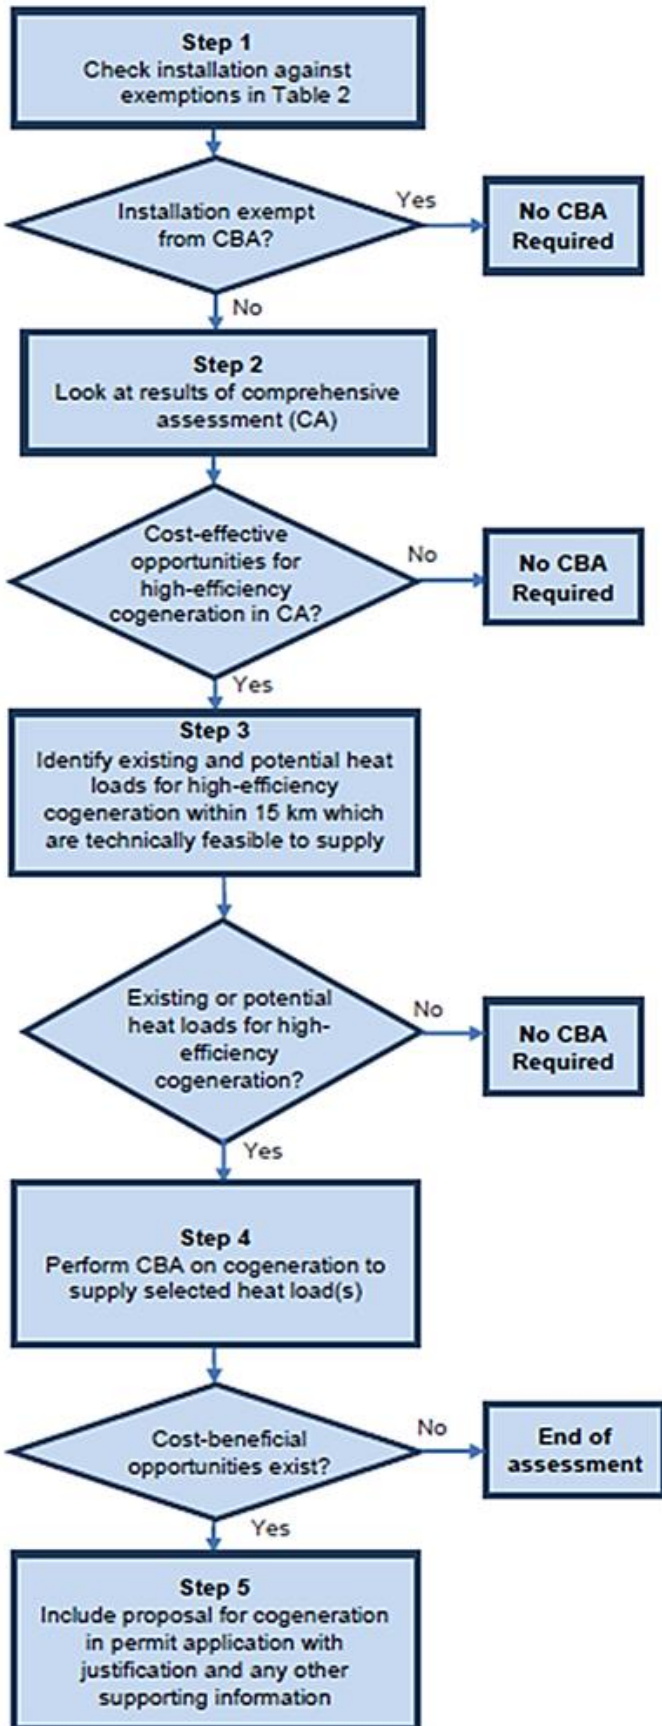 Step 1
Check installation against
exemptions in Table 2
Installation exempt
from CBA?
Yes
No CBA
Required
No
Step 2
Look at results of comprehensive
assessment (CA)
Cost-effective
opportunities for
high-efficiency
cogeneration in CA?
No
No CBA
Required
Yes
Step 3
Identify existing and potential heat
loads for high-efficiency
cogeneration within 15 km which
are technically feasible to supply
Existing or potential
heat loads for high-
efficiency
cogeneration?
No
No CBA
Required
Yes
Step 4
Perform CBA on cogeneration to
supply selected heat load(s)
Cost-beneficial
opportunities exist?
No
End of
assessment
Yes
Step 5
Include proposal for cogeneration
in permit application with
justification and any other
supporting information